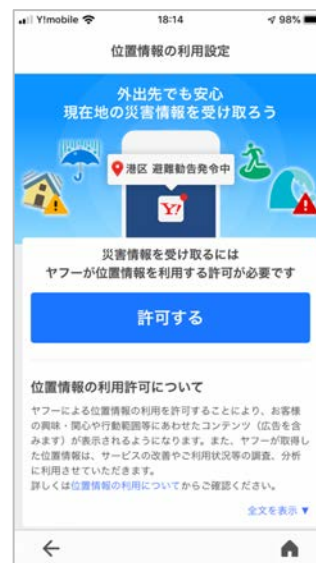 Y!mobile 18:14 98%
位置情報の利用設定
外出先でも安心
現在地の災害情報を受け取ろう
港区 避難勧告発令中
Y!
災害情報を受け取るには
ヤフーが位置情報を利用する許可が必要です
許可する
位置情報の利用許可について
ヤフーによる位置情報の利用を許可することにより、お客様
の興味・関心や行動範囲等にあわせたコンテンツ（広告を含
みます）が表示されるようになります。また、ヤフーが取得し
た位置情報は、サービスの改善やご利用状況等の調査、分析
に利用させていただきます。
詳しくは位置情報の利用についてからご確認ください。
全文を表示 ▼